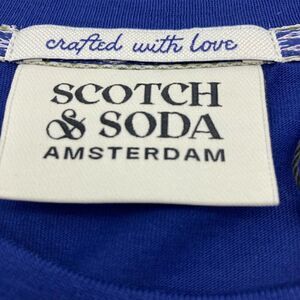 crafted with love
SCOTCH
& SODA
AMSTERDAM